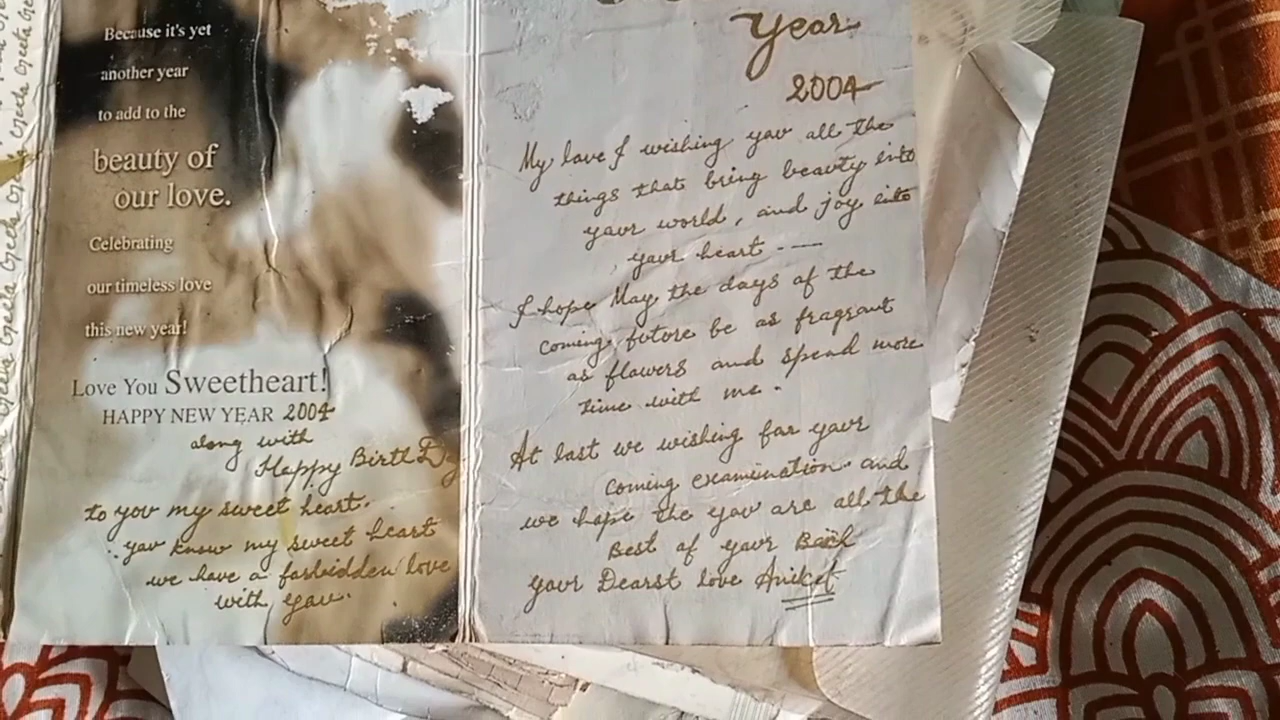 Geeta Geeta Geeta Geeta Geeta
Because it's yet
another year
to add to the
beauty of
our love.
Celebrating
our timeless love
this new year!
Love You Sweetheart!
HAPPY NEW YEAR 2004
along with
Happy Birth D
to you my sweet heart.
you know my sweet heart
we have a forbidden love
with you.
Year
2004
My love I wishing you all the
things that bring beauty into
your world, and joy into
your heart - —
I hope May the days of the
coming future be as fragrant
as flowers and spend more
time with me.
At last we wishing for your
coming examination and
we hope the you are all the
Best of your
your Dearst love Aniket